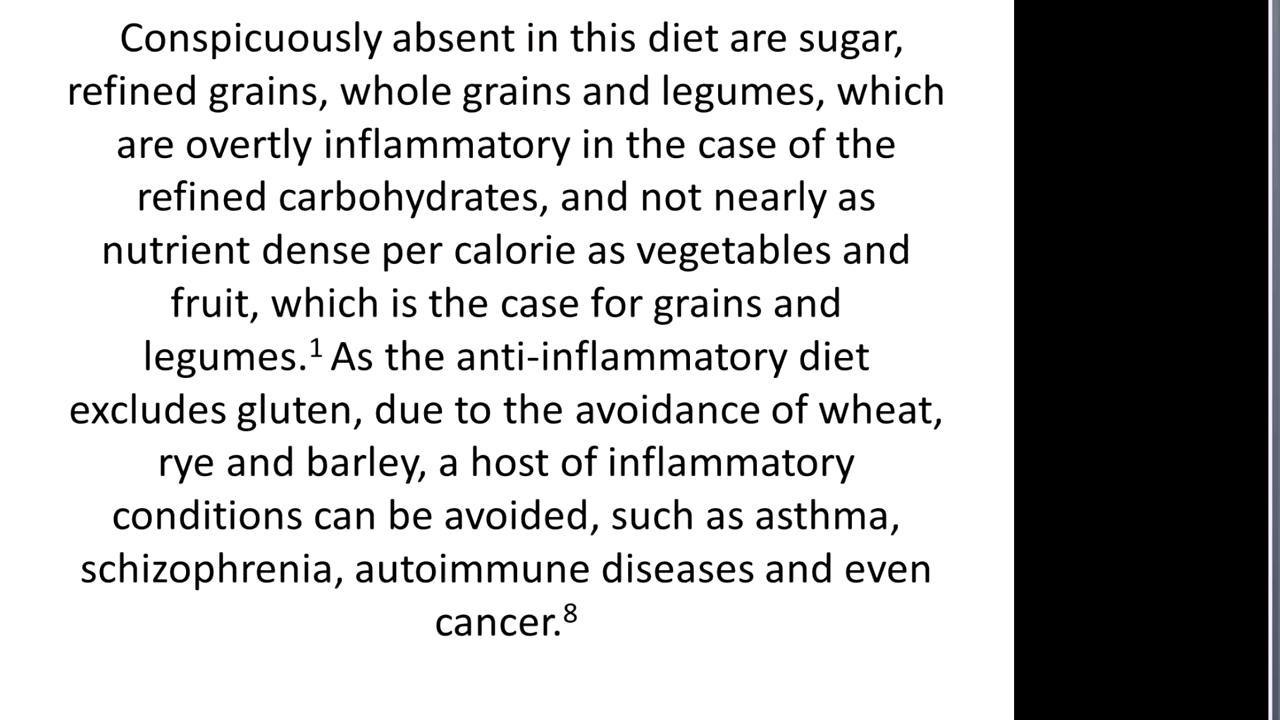 Conspicuously absent in this diet are sugar,
refined grains, whole grains and legumes, which
are overtly inflammatory in the case of the
refined carbohydrates, and not nearly as
nutrient dense per calorie as vegetables and
fruit, which is the case for grains and
legumes.¹ As the anti-inflammatory diet
excludes gluten, due to the avoidance of wheat,
rye and barley, a host of inflammatory
conditions can be avoided, such as asthma,
schizophrenia, autoimmune diseases and even
cancer.⁸